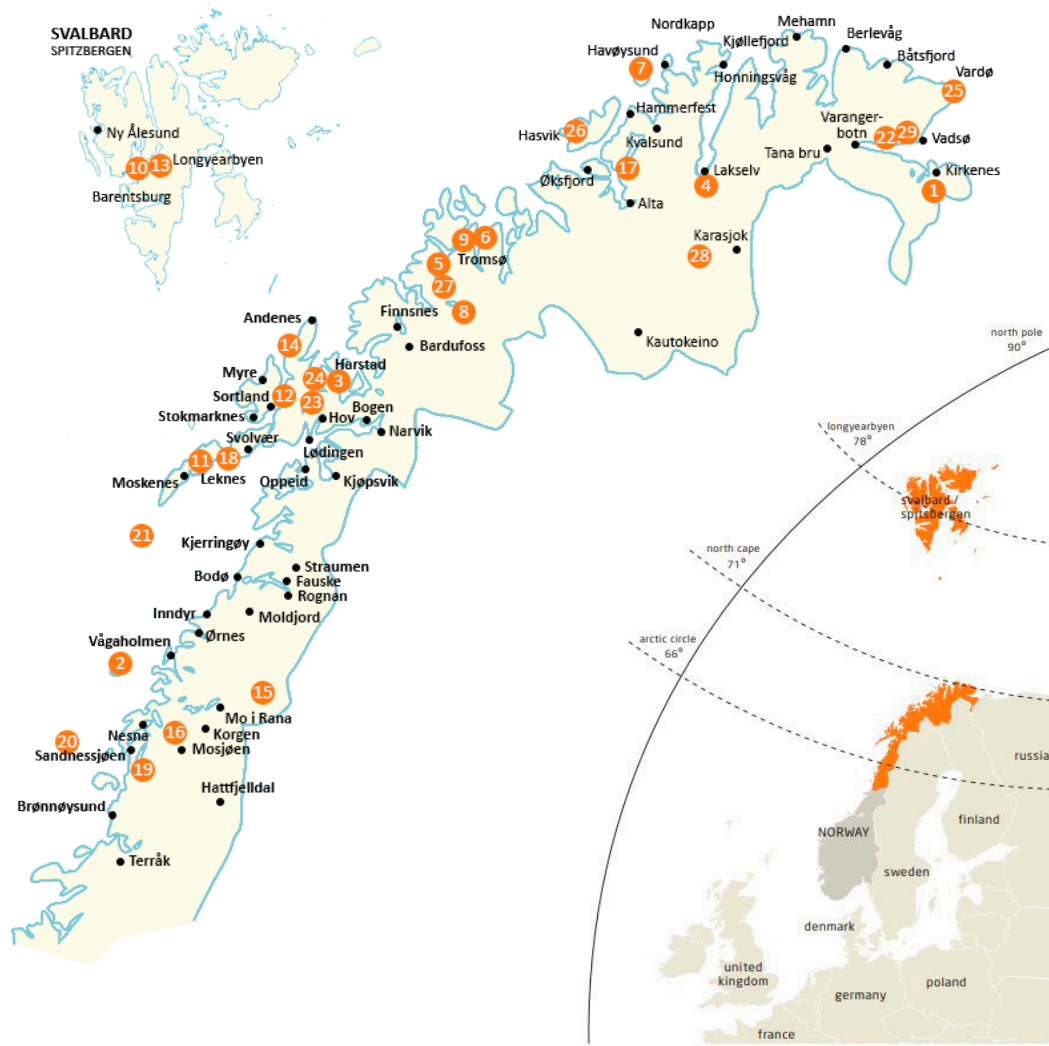 SVALBARD
SPITZBERGEN
Ny Ålesund
10
13
Longyearbyen
Barentsburg
Nordkapp
Mehamn
Berlevåg
Havøysund
Kjøllefjord
Båtsfjord
7
Honningsvåg
Vardø
25
Hammerfest
Varanger-
botn
Hasvik
26
Kvalsund
22
29
Vadsø
Tana bru
Øksfjord
17
Lakselv
4
Kirkenes
1
Alta
Karasjok
28
9
6
Tromsø
5
27
8
Finnsnes
Andenes
Bardufoss
Kautokeino
14
Harstad
Myre
24
3
Sortland
12
23
Bogen
Stokmarknes
Hov
Narvik
Svolvær
Lødingen
11
18
Moskenes
Leknes
Oppeid
Kjøpsvik
21
Kjerringøy
Straumen
Bodø
Fauske
Rognan
Inndyr
Moldjord
Ørnes
Vågaholmen
2
15
Mo i Rana
Nesna
16
Korgen
20
Sandnessjøen
Mosjøen
19
Hattfjelldal
Brønnøysund
Terråk
north pole
90°
longyearbyen
78°
svalbard /
spitsbergen
north cape
71°
arctic circle
66°
russia
NORWAY
finland
sweden
denmark
united
kingdom
poland
germany
france